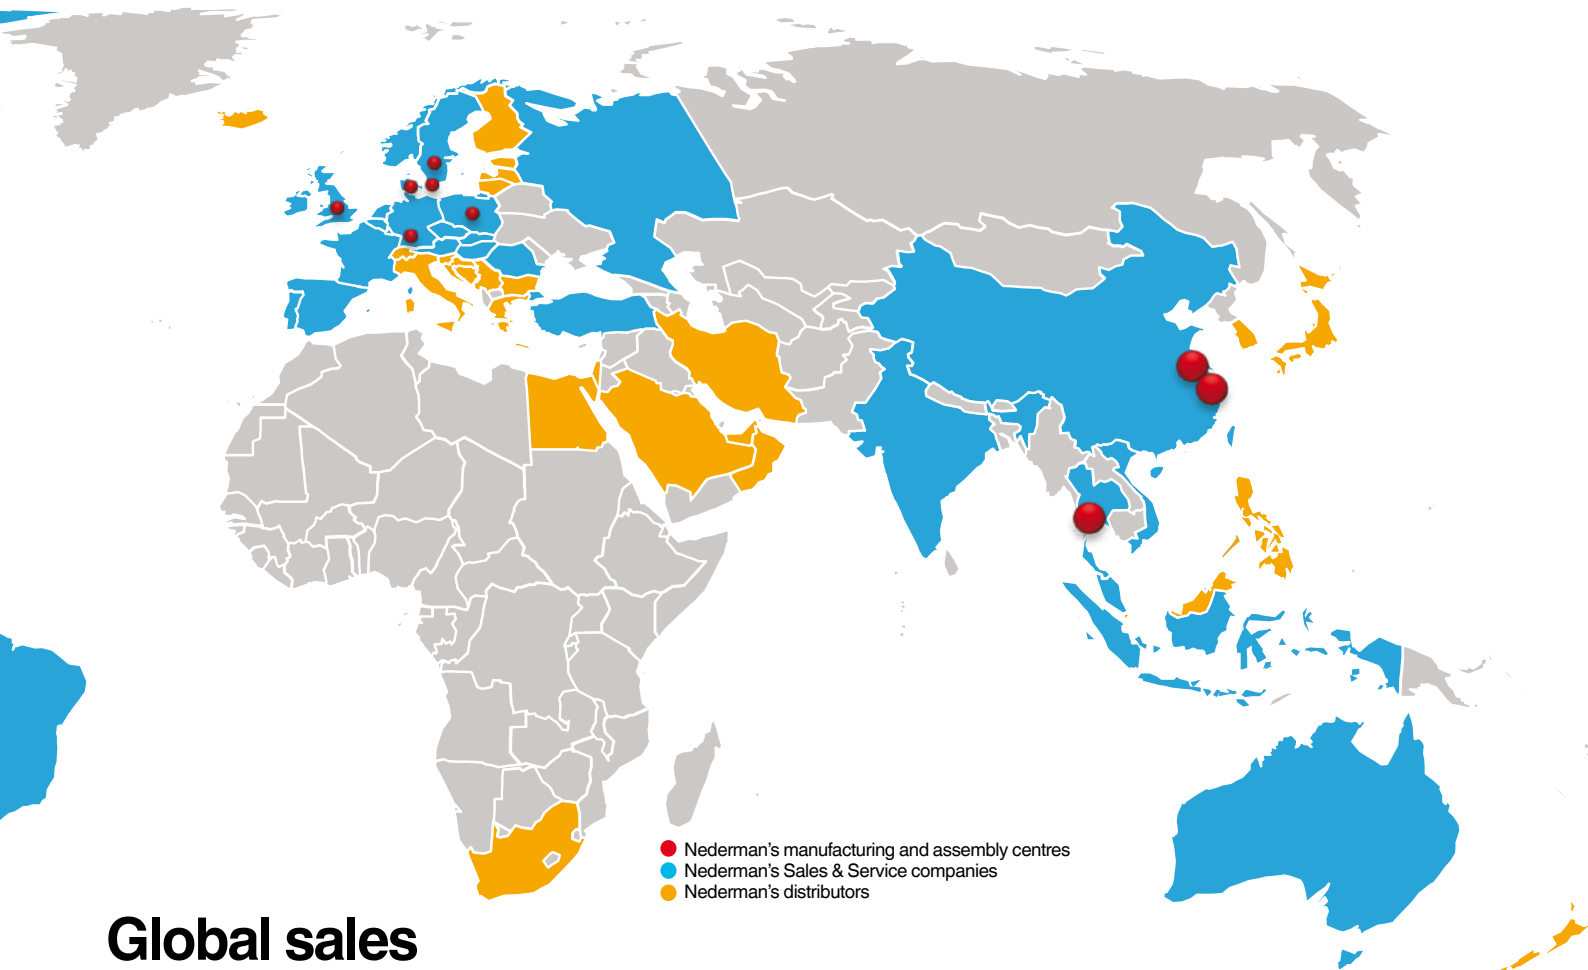 Nederman's manufacturing and assembly centres
Nederman's Sales & Service companies
Nederman's distributors
Global sales